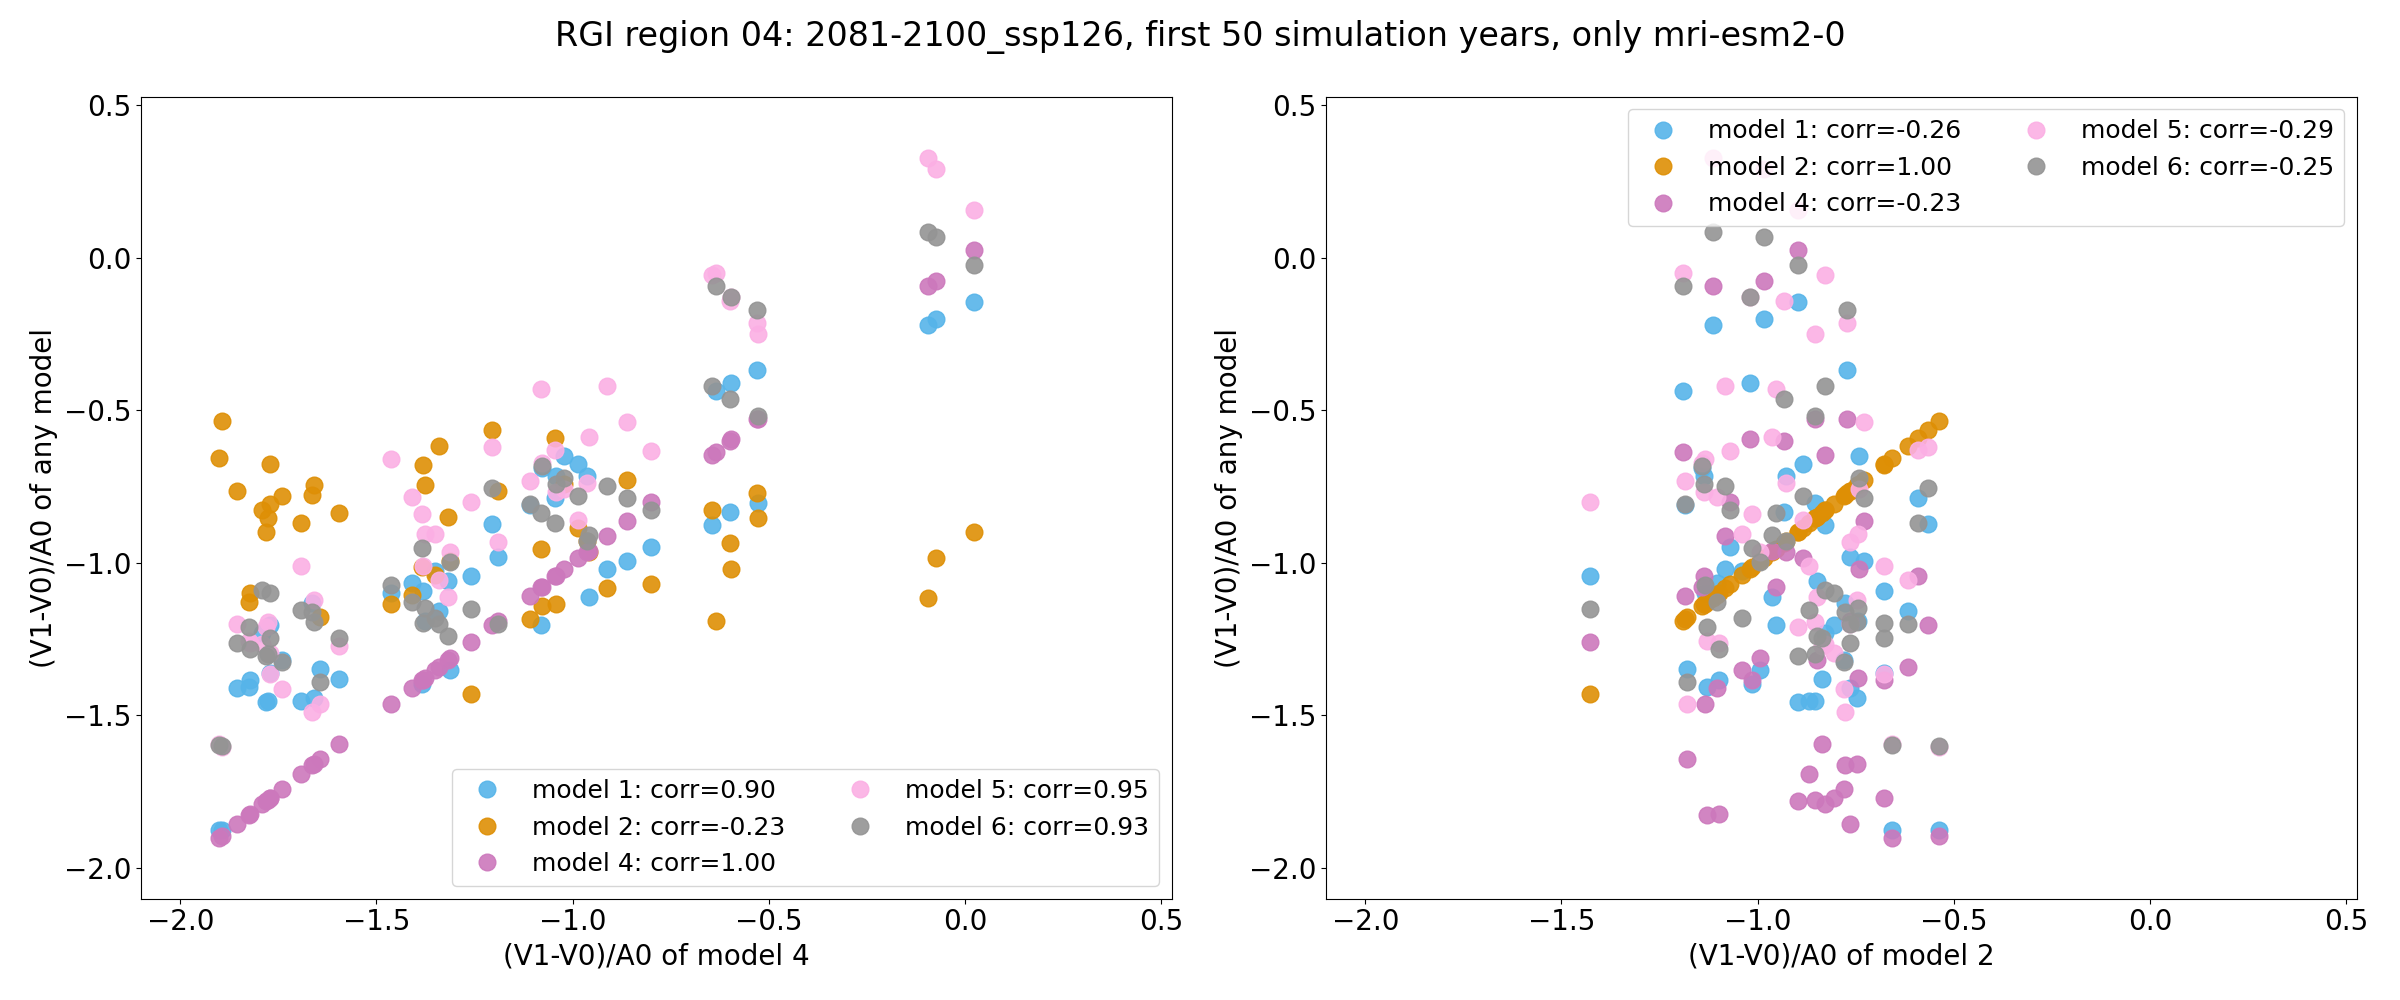 RGI region 04: 2081-2100_ssp126, first 50 simulation years, only mri-esm2-0
(V1-V0)/A0 of any model
0.5
0.0
−0.5
−1.0
−1.5
−2.0
model 1: corr=0.90
model 2: corr=-0.23
model 4: corr=1.00
model 5: corr=0.95
model 6: corr=0.93
−2.0 −1.5 −1.0 −0.5 0.0 0.5
(V1-V0)/A0 of model 4
(V1-V0)/A0 of any model
0.5
0.0
−0.5
−1.0
−1.5
−2.0
model 1: corr=-0.26
model 2: corr=1.00
model 4: corr=-0.23
model 5: corr=-0.29
model 6: corr=-0.25
−2.0 −1.5 −1.0 −0.5 0.0 0.5
(V1-V0)/A0 of model 2